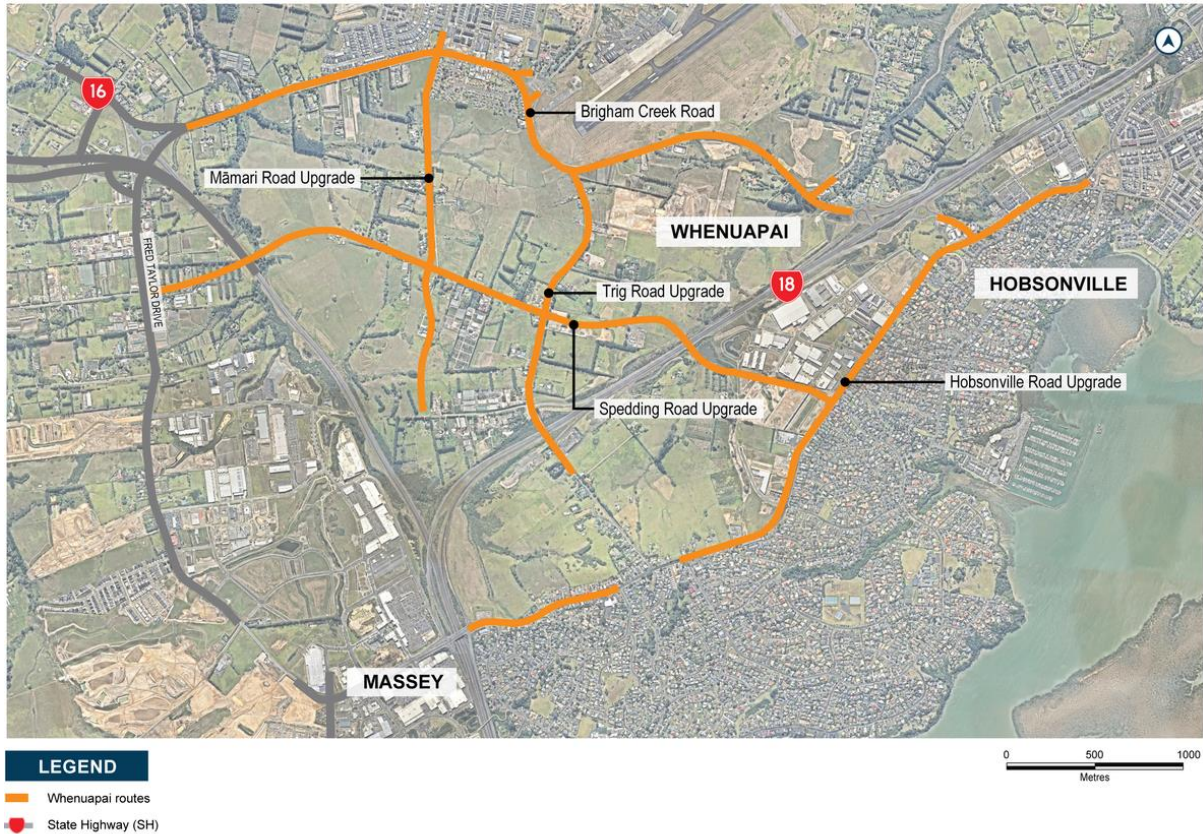 16
Brigham Creek Road
Māmari Road Upgrade
WHENUAPAI
FRED TAYLOR DRIVE
18
HOBSONVILLE
Trig Road Upgrade
Hobsonville Road Upgrade
Spedding Road Upgrade
MASSEY
LEGEND
Whenuapai routes
State Highway (SH)
0 500 1000
Metres